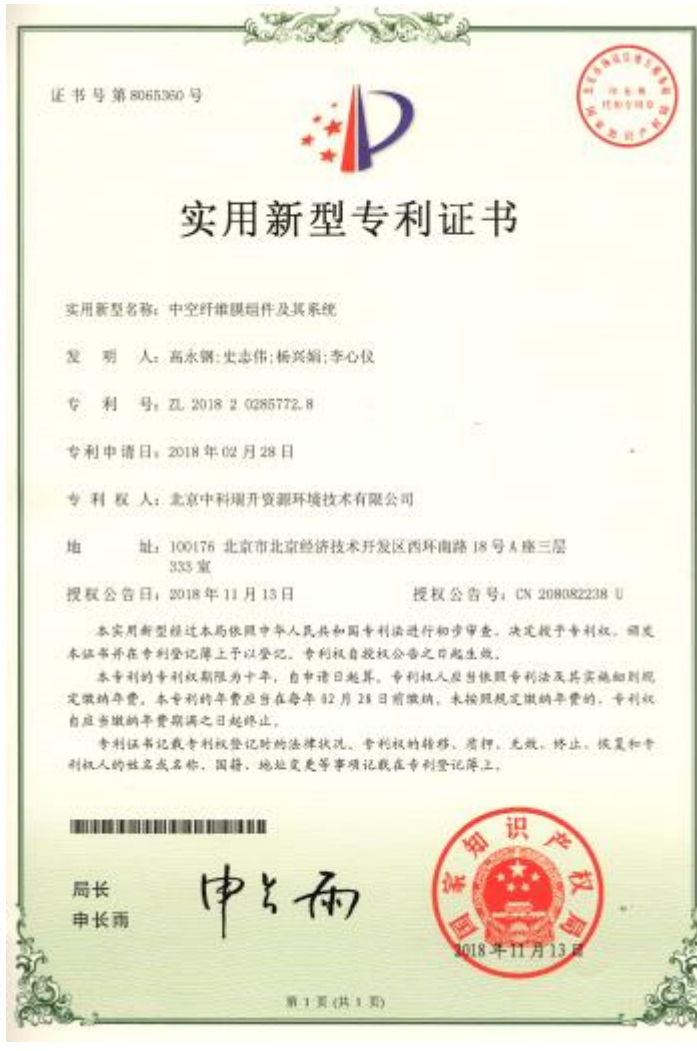 证书号第8065360号
实用新型专利证书
实用新型名称：中空纤维膜组件及其系统
发 明 人：高永钢;史志伟;杨兴娟;李心仪
专 利 号：ZL 2018 2 0285772.8
专利申请日：2018年02月28日
专 利 权 人：北京中科瑞升资源环境技术有限公司
地 址：100176 北京市北京经济技术开发区西环南路18号A座三层
333室
授权公告日：2018年11月13日 授权公告号：CN 208082238 U
本实用新型经过本局依照中华人民共和国专利法进行初步审查，决定授予专利权，颁发
本证书并在专利登记簿上予以登记。专利权自授权公告之日起生效。
本专利的专利权期限为十年，自申请日起算。专利权人应当依照专利法及其实施细则规
定缴纳年费。本专利的年费应当在每年02月28日前缴纳。未按照规定缴纳年费的，专利权
自应当缴纳年费期满之日起终止。
专利证书记载专利权登记时的法律状况。专利权的转移、质押、无效、终止、恢复和专
利权人的姓名或名称、国籍、地址变更等事项记载在专利登记簿上。
局长
申长雨
申长雨
国家知识产权局
2018年11月13日
第1页(共1页)